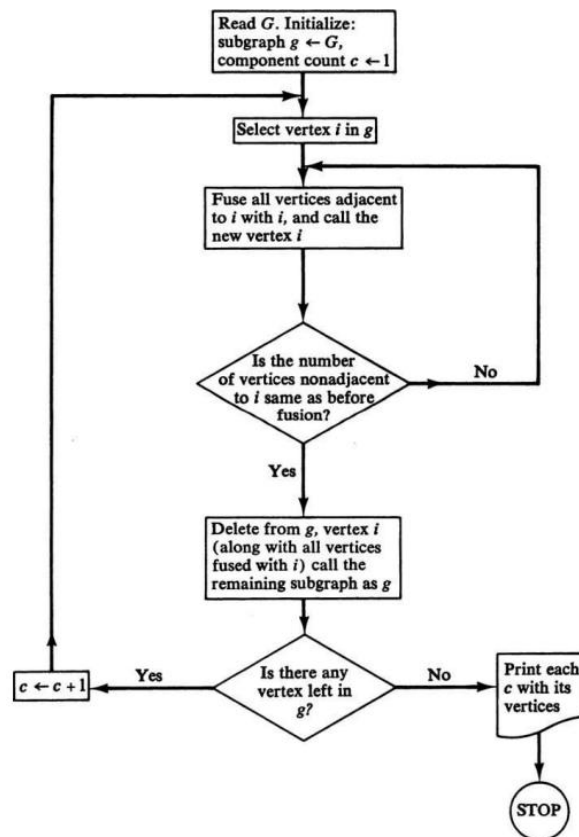 Read G. Initialize:
subgraph g ← G,
component count c ← 1
Select vertex i in g
Fuse all vertices adjacent
to i with i, and call the
new vertex i
Is the number
of vertices nonadjacent
to i same as before
fusion?
No
Yes
Delete from g, vertex i
(along with all vertices
fused with i) call the
remaining subgraph as g
Is there any
vertex left in
g?
Yes
c ← c + 1
No
Print each
c with its
vertices
STOP